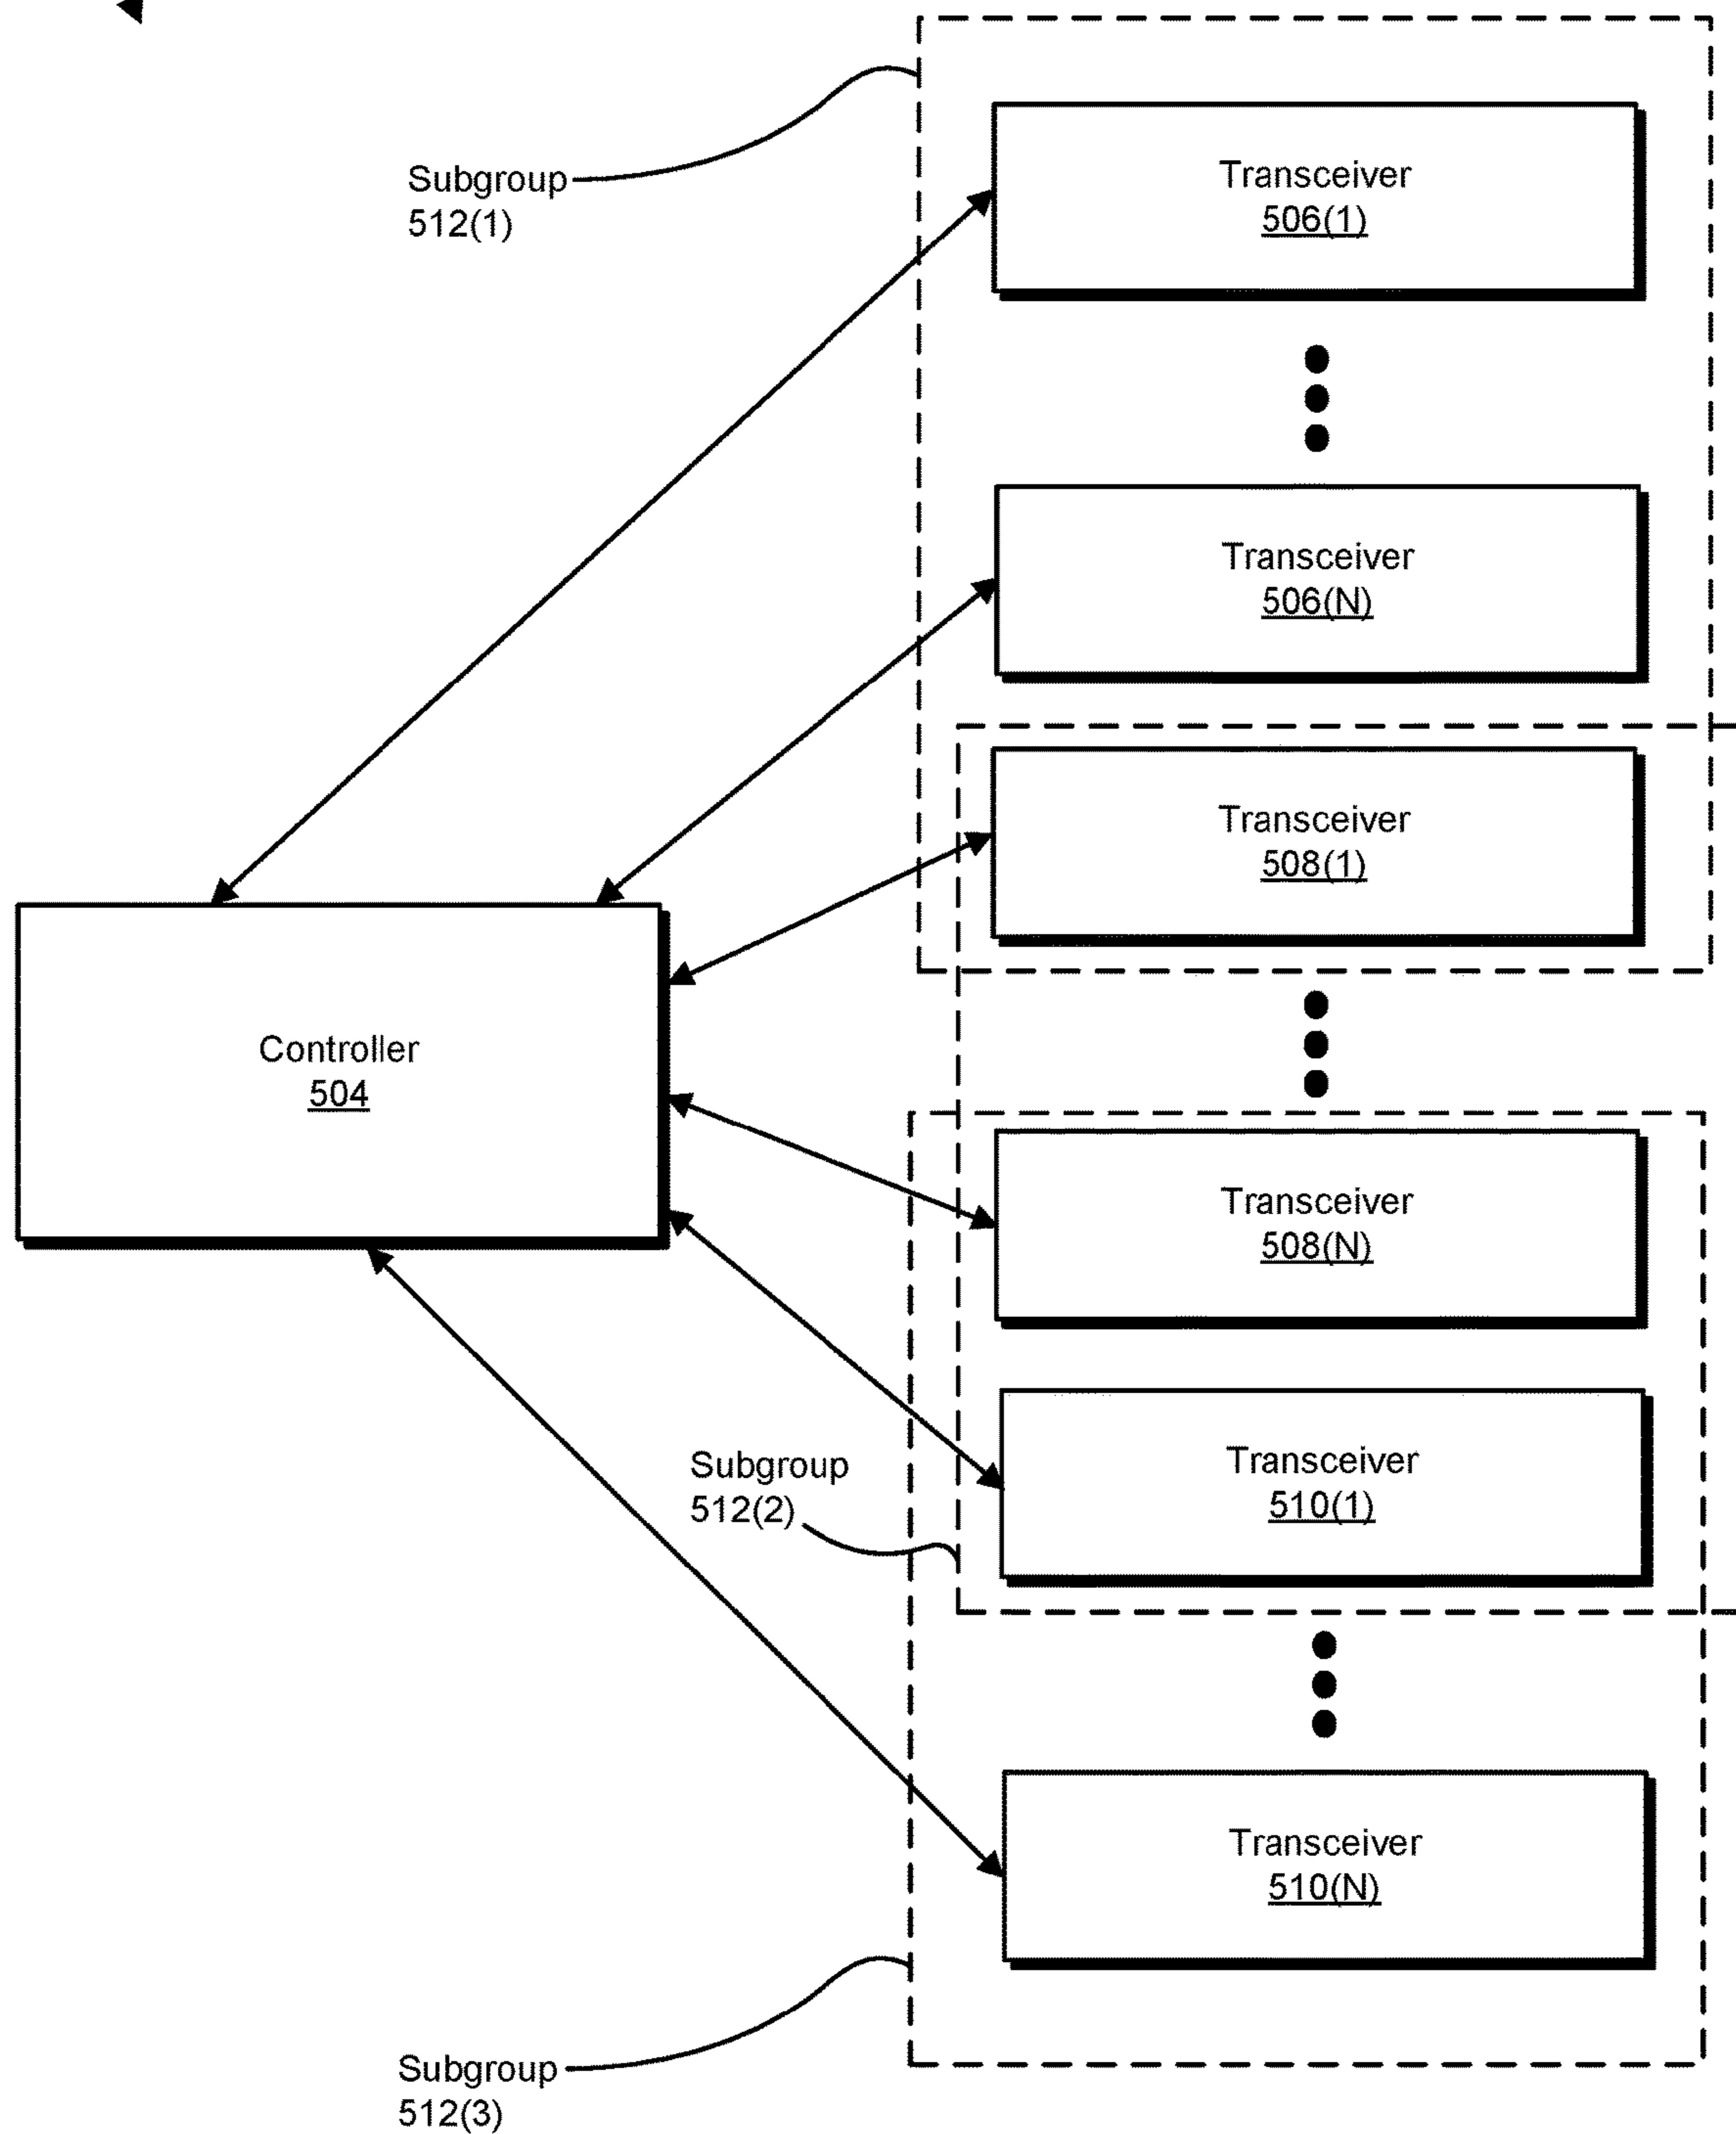 Subgroup
512(1)
Transceiver
506(1)
Transceiver
506(N)
Transceiver
508(1)
Controller
504
Transceiver
508(N)
Transceiver
510(1)
Subgroup
512(2)
Transceiver
510(N)
Subgroup
512(3)